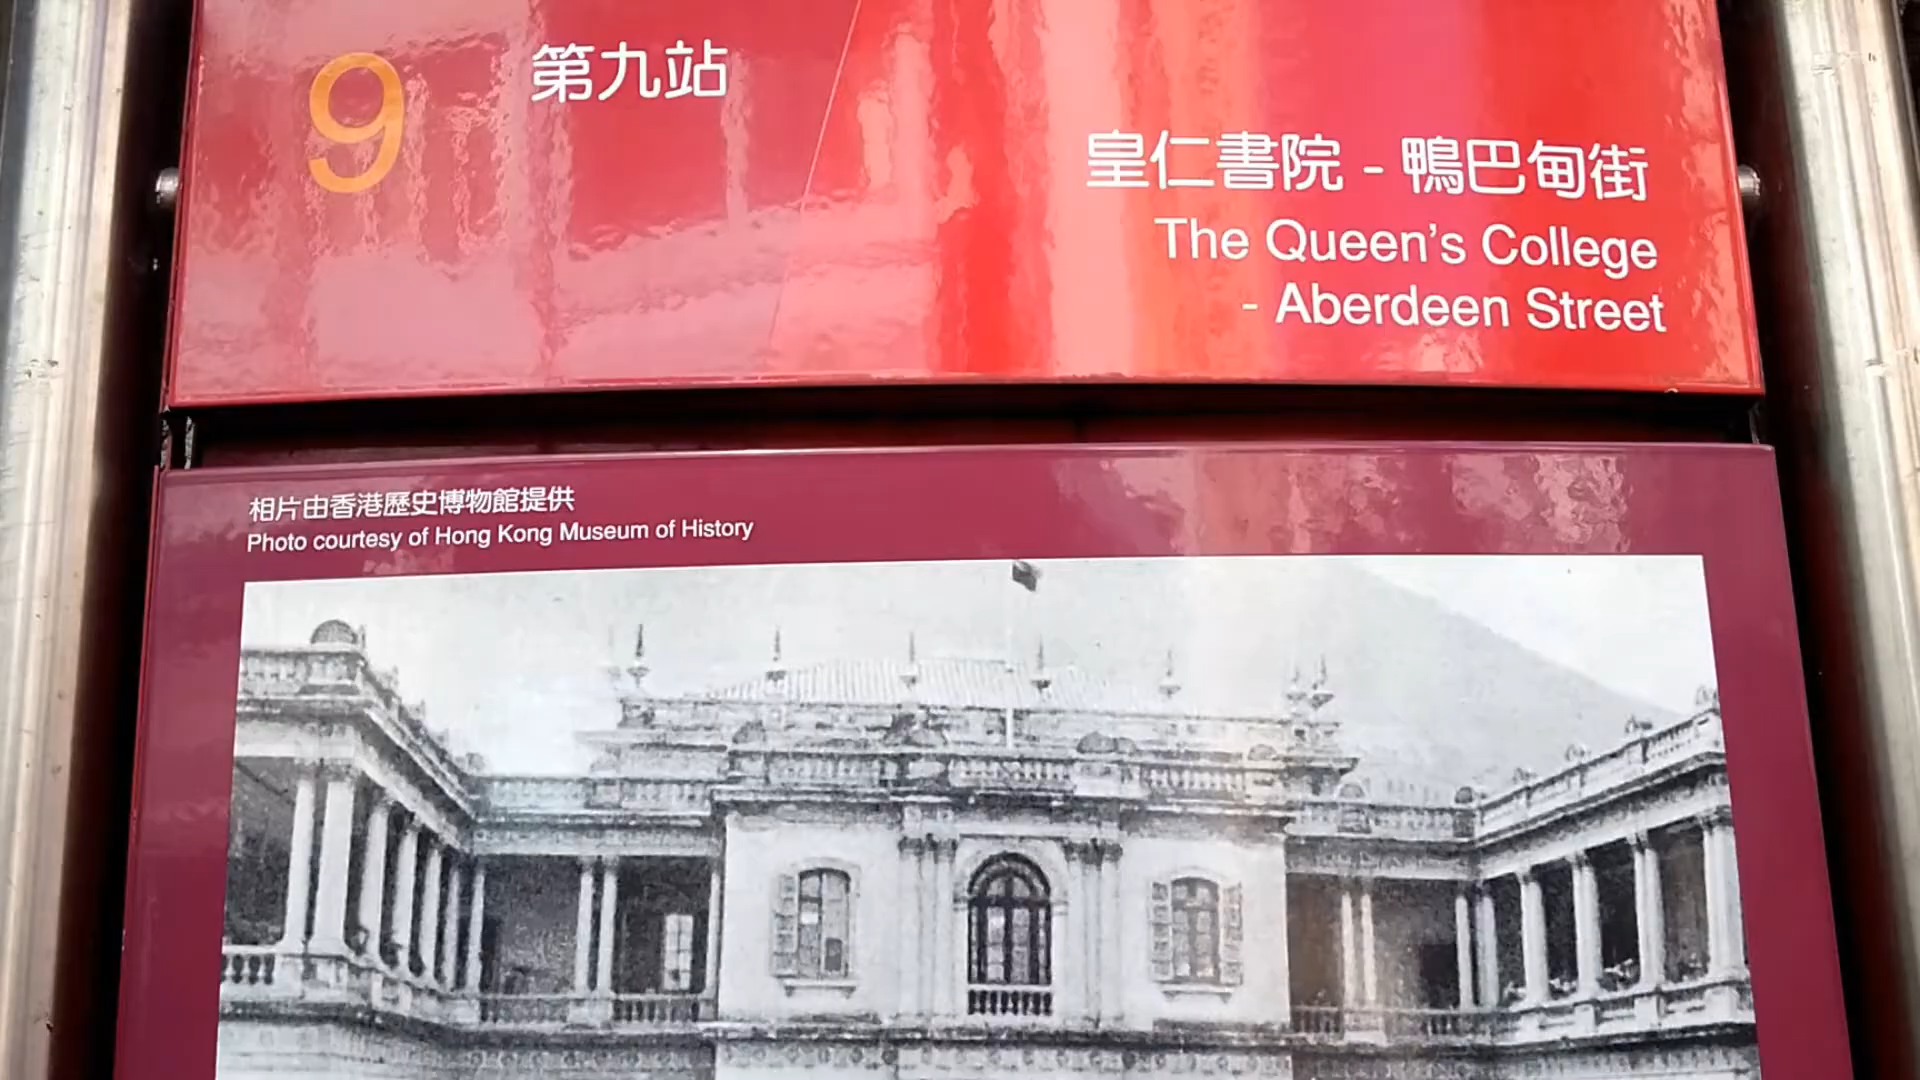 9
第九站
皇仁書院 - 鴨巴甸街
The Queen's College
- Aberdeen Street
相片由香港歷史博物館提供
Photo courtesy of Hong Kong Museum of History